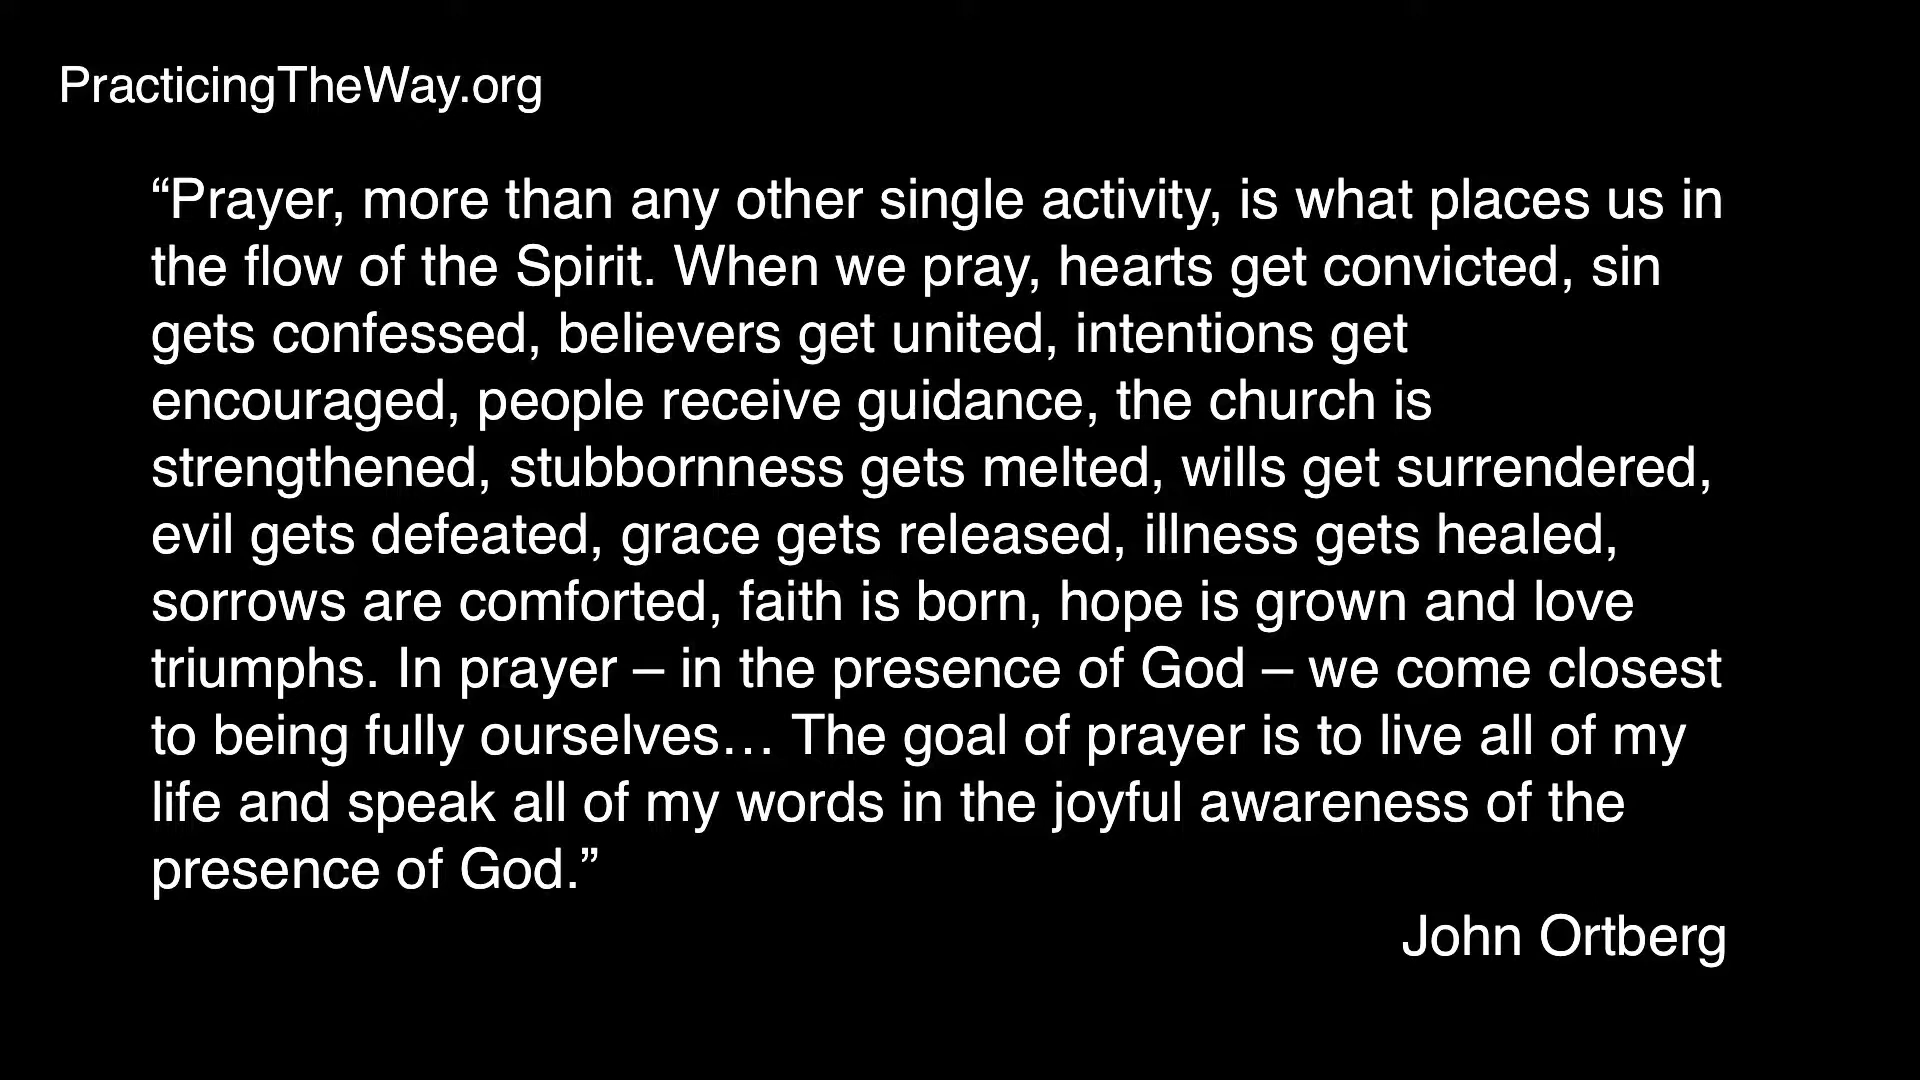 PracticingTheWay.org
“Prayer, more than any other single activity, is what places us in
the flow of the Spirit. When we pray, hearts get convicted, sin
gets confessed, believers get united, intentions get
encouraged, people receive guidance, the church is
strengthened, stubbornness gets melted, wills get surrendered,
evil gets defeated, grace gets released, illness gets healed,
sorrows are comforted, faith is born, hope is grown and love
triumphs. In prayer – in the presence of God – we come closest
to being fully ourselves… The goal of prayer is to live all of my
life and speak all of my words in the joyful awareness of the
presence of God.”
John Ortberg